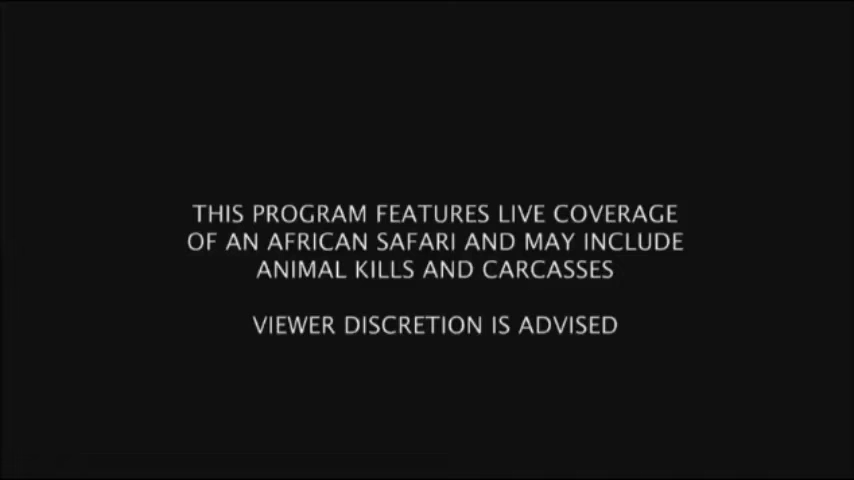 THIS PROGRAM FEATURES LIVE COVERAGE
OF AN AFRICAN SAFARI AND MAY INCLUDE
ANIMAL KILLS AND CARCASSES
VIEWER DISCRETION IS ADVISED